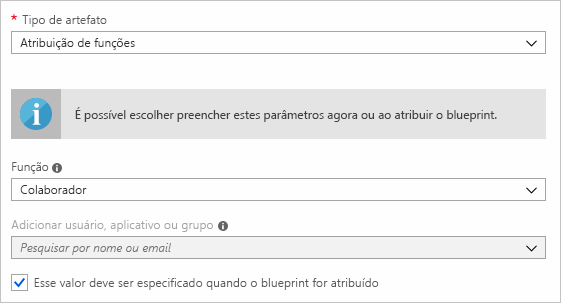 * Tipo de artefato
Atribuição de funções
É possível escolher preencher estes parâmetros agora ou ao atribuir o blueprint.
Função
Colaborador
Adicionar usuário, aplicativo ou grupo
Pesquisar por nome ou email
Esse valor deve ser especificado quando o blueprint for atribuído